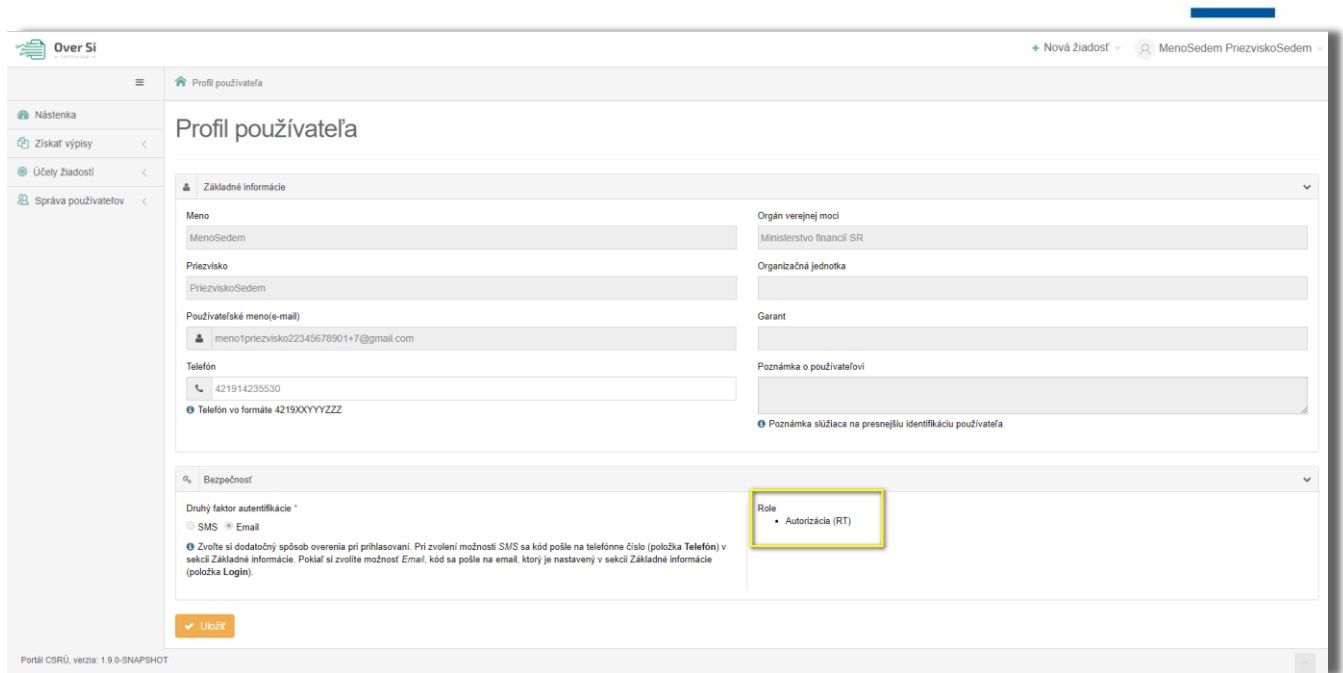 Over Si
+ Nová žiadosť
MenoSedem PriezviskoSedem
Profil používateľa
Nástenka
Získať výpisy
Účely žiadostí
Správa používateľov
Profil používateľa
Základné informácie
Meno
MenoSedem
Priezvisko
PriezviskoSedem
Používateľské meno(e-mail)
meno1priezvisko22345678901+7@gmail.com
Telefón
421914235530
Telefón vo formáte 4219XXYYYZZZ
Orgán verejnej moci
Ministerstvo financií SR
Organizačná jednotka
Garant
Poznámka o používateľovi
Poznámka slúžiaca na presnejšiu identifikáciu používateľa.
Bezpečnosť
Druhý faktor autentifikácie *
SMS Email
Zvoľte si dodatočný spôsob overenia pri prihlasovaní. Pri zvolení možnosti SMS sa kód pošle na telefónne číslo (položka Telefón) v
sekcii Základné informácie. Pokiaľ si zvolíte možnosť Email, kód sa pošle na email, ktorý je nastavený v sekcii Základné informácie
(položka Login).
Role
• Autorizácia (RT)
Uložiť
Portál CSRÚ, verzia: 1.9.0-SNAPSHOT